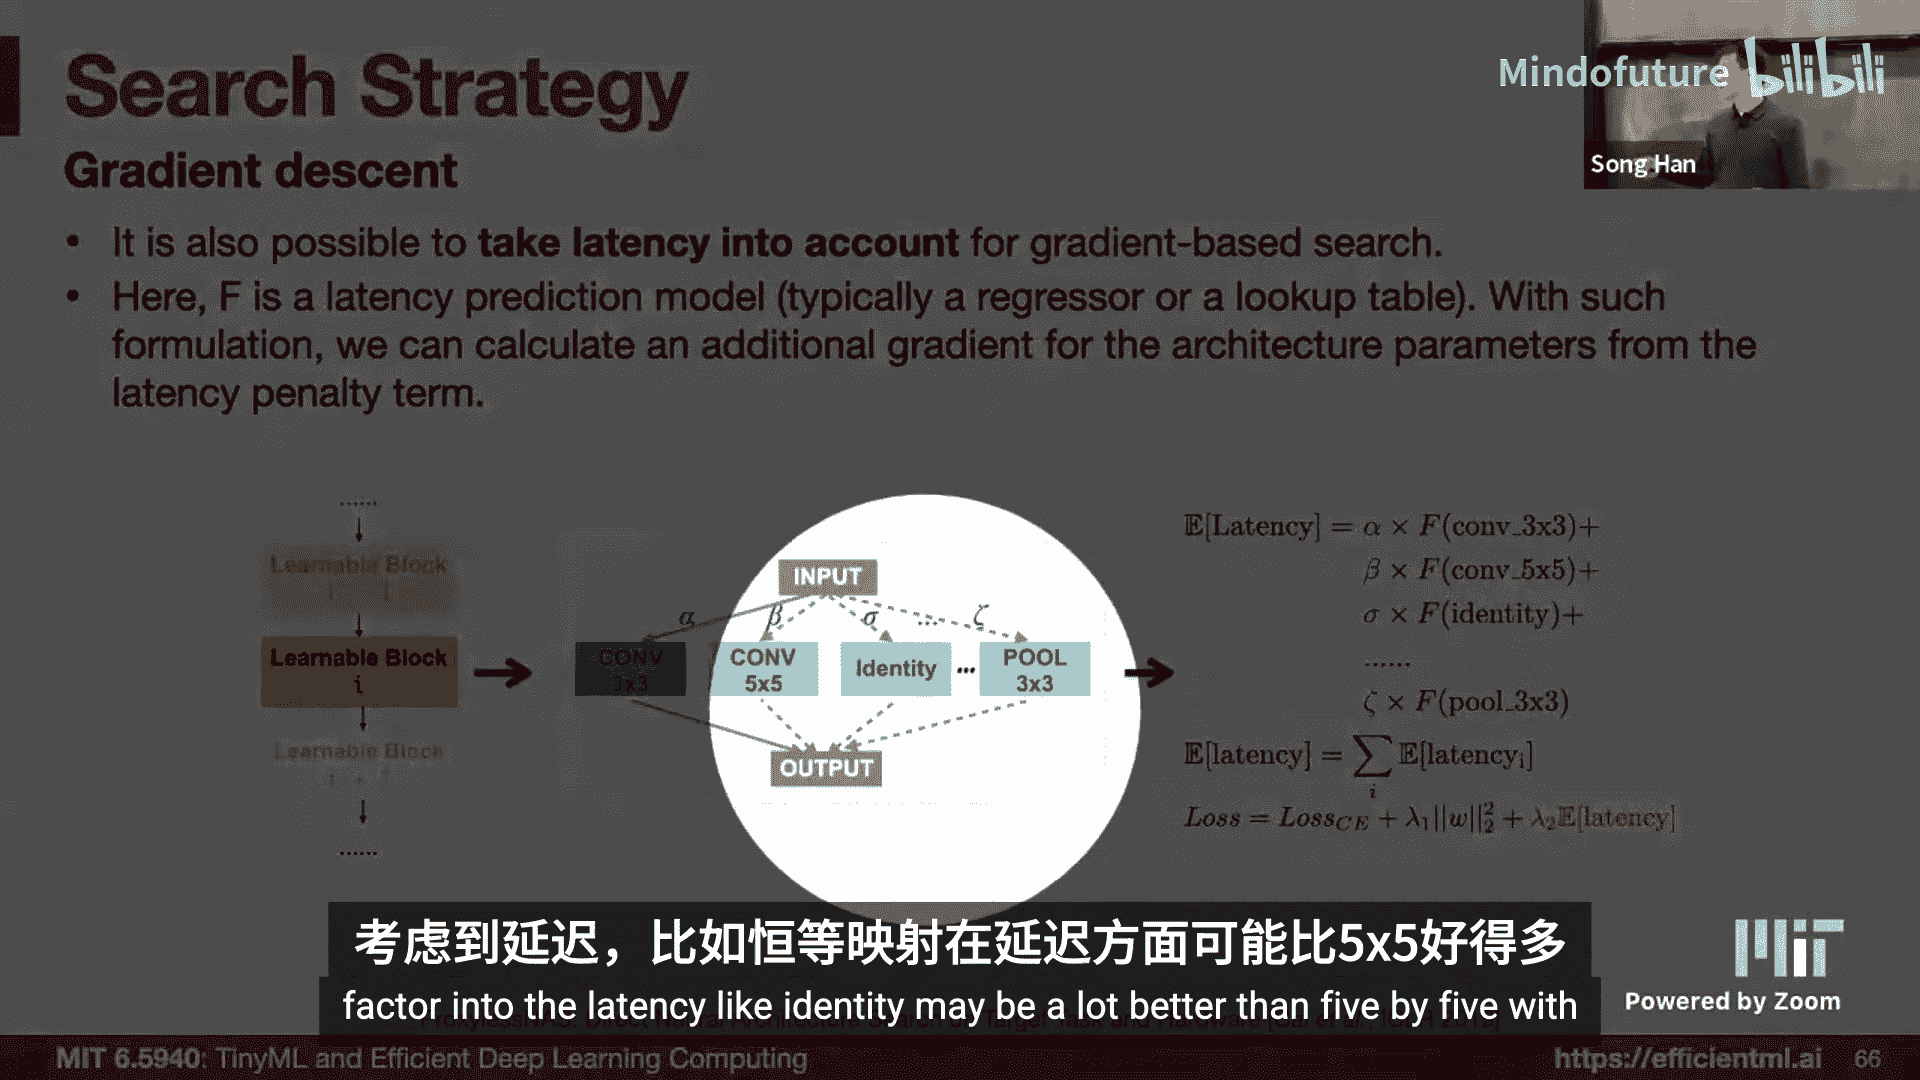 Search Strategy
Mindofuture bilibili
Song Han
Gradient descent
• It is also possible to take latency into account for gradient-based search.
• Here, F is a latency prediction model (typically a regressor or a lookup table). With such
formulation, we can calculate an additional gradient for the architecture parameters from the
latency penalty term.
......
Learnable Block
Learnable Block
i
Learnable Block
i + 1
......
INPUT
α β σ ... ζ
CONV
3x3
CONV
5x5
Identity
...
POOL
3x3
OUTPUT
𝔼[Latency] = α × F(conv_3x3)+
β × F(conv_5x5)+
σ × F(identity)+
......
ζ × F(pool_3x3)
𝔼[latency] = ∑ᵢ 𝔼[latencyᵢ]
Loss = Loss_CE + λ₁||w||₂² + λ₂𝔼[latency]
考虑到延迟，比如恒等映射在延迟方面可能比5x5好得多
factor into the latency like identity may be a lot better than five by five with
MIT
Powered by Zoom
MIT 6.5940: TinyML and Efficient Deep Learning Computing
https://efficientml.ai
66